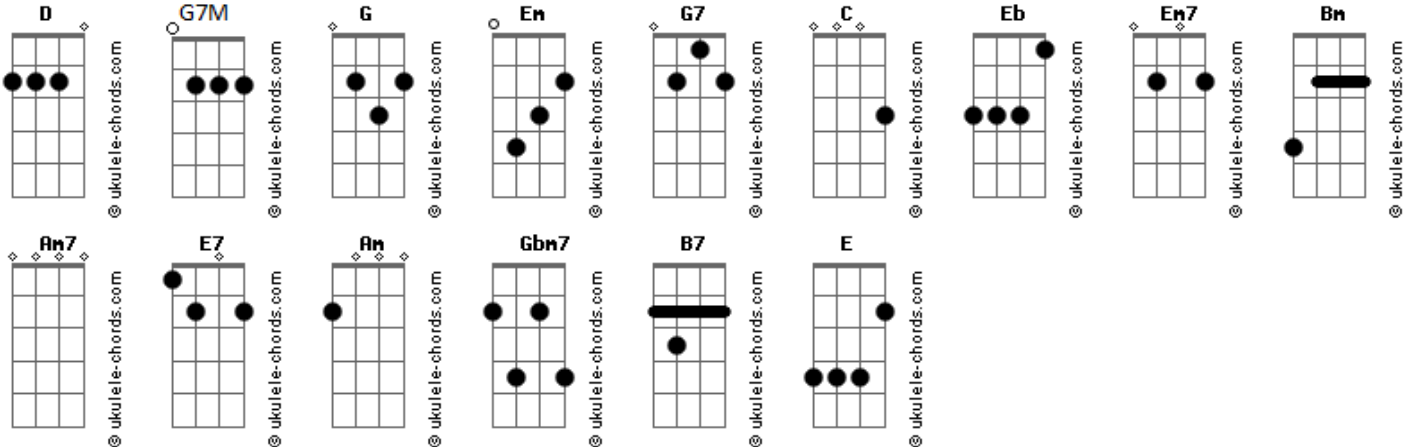 D G7M G Em G7 C Eb Em7 Bm
© ukulele-chords.com © ukulele-chords.com © ukulele-chords.com © ukulele-chords.com © ukulele-chords.com © ukulele-chords.com © ukulele-chords.com © ukulele-chords.com © ukulele-chords.com
Am7 E7 Am Gbm7 B7 E
© ukulele-chords.com © ukulele-chords.com © ukulele-chords.com © ukulele-chords.com © ukulele-chords.com © ukulele-chords.com